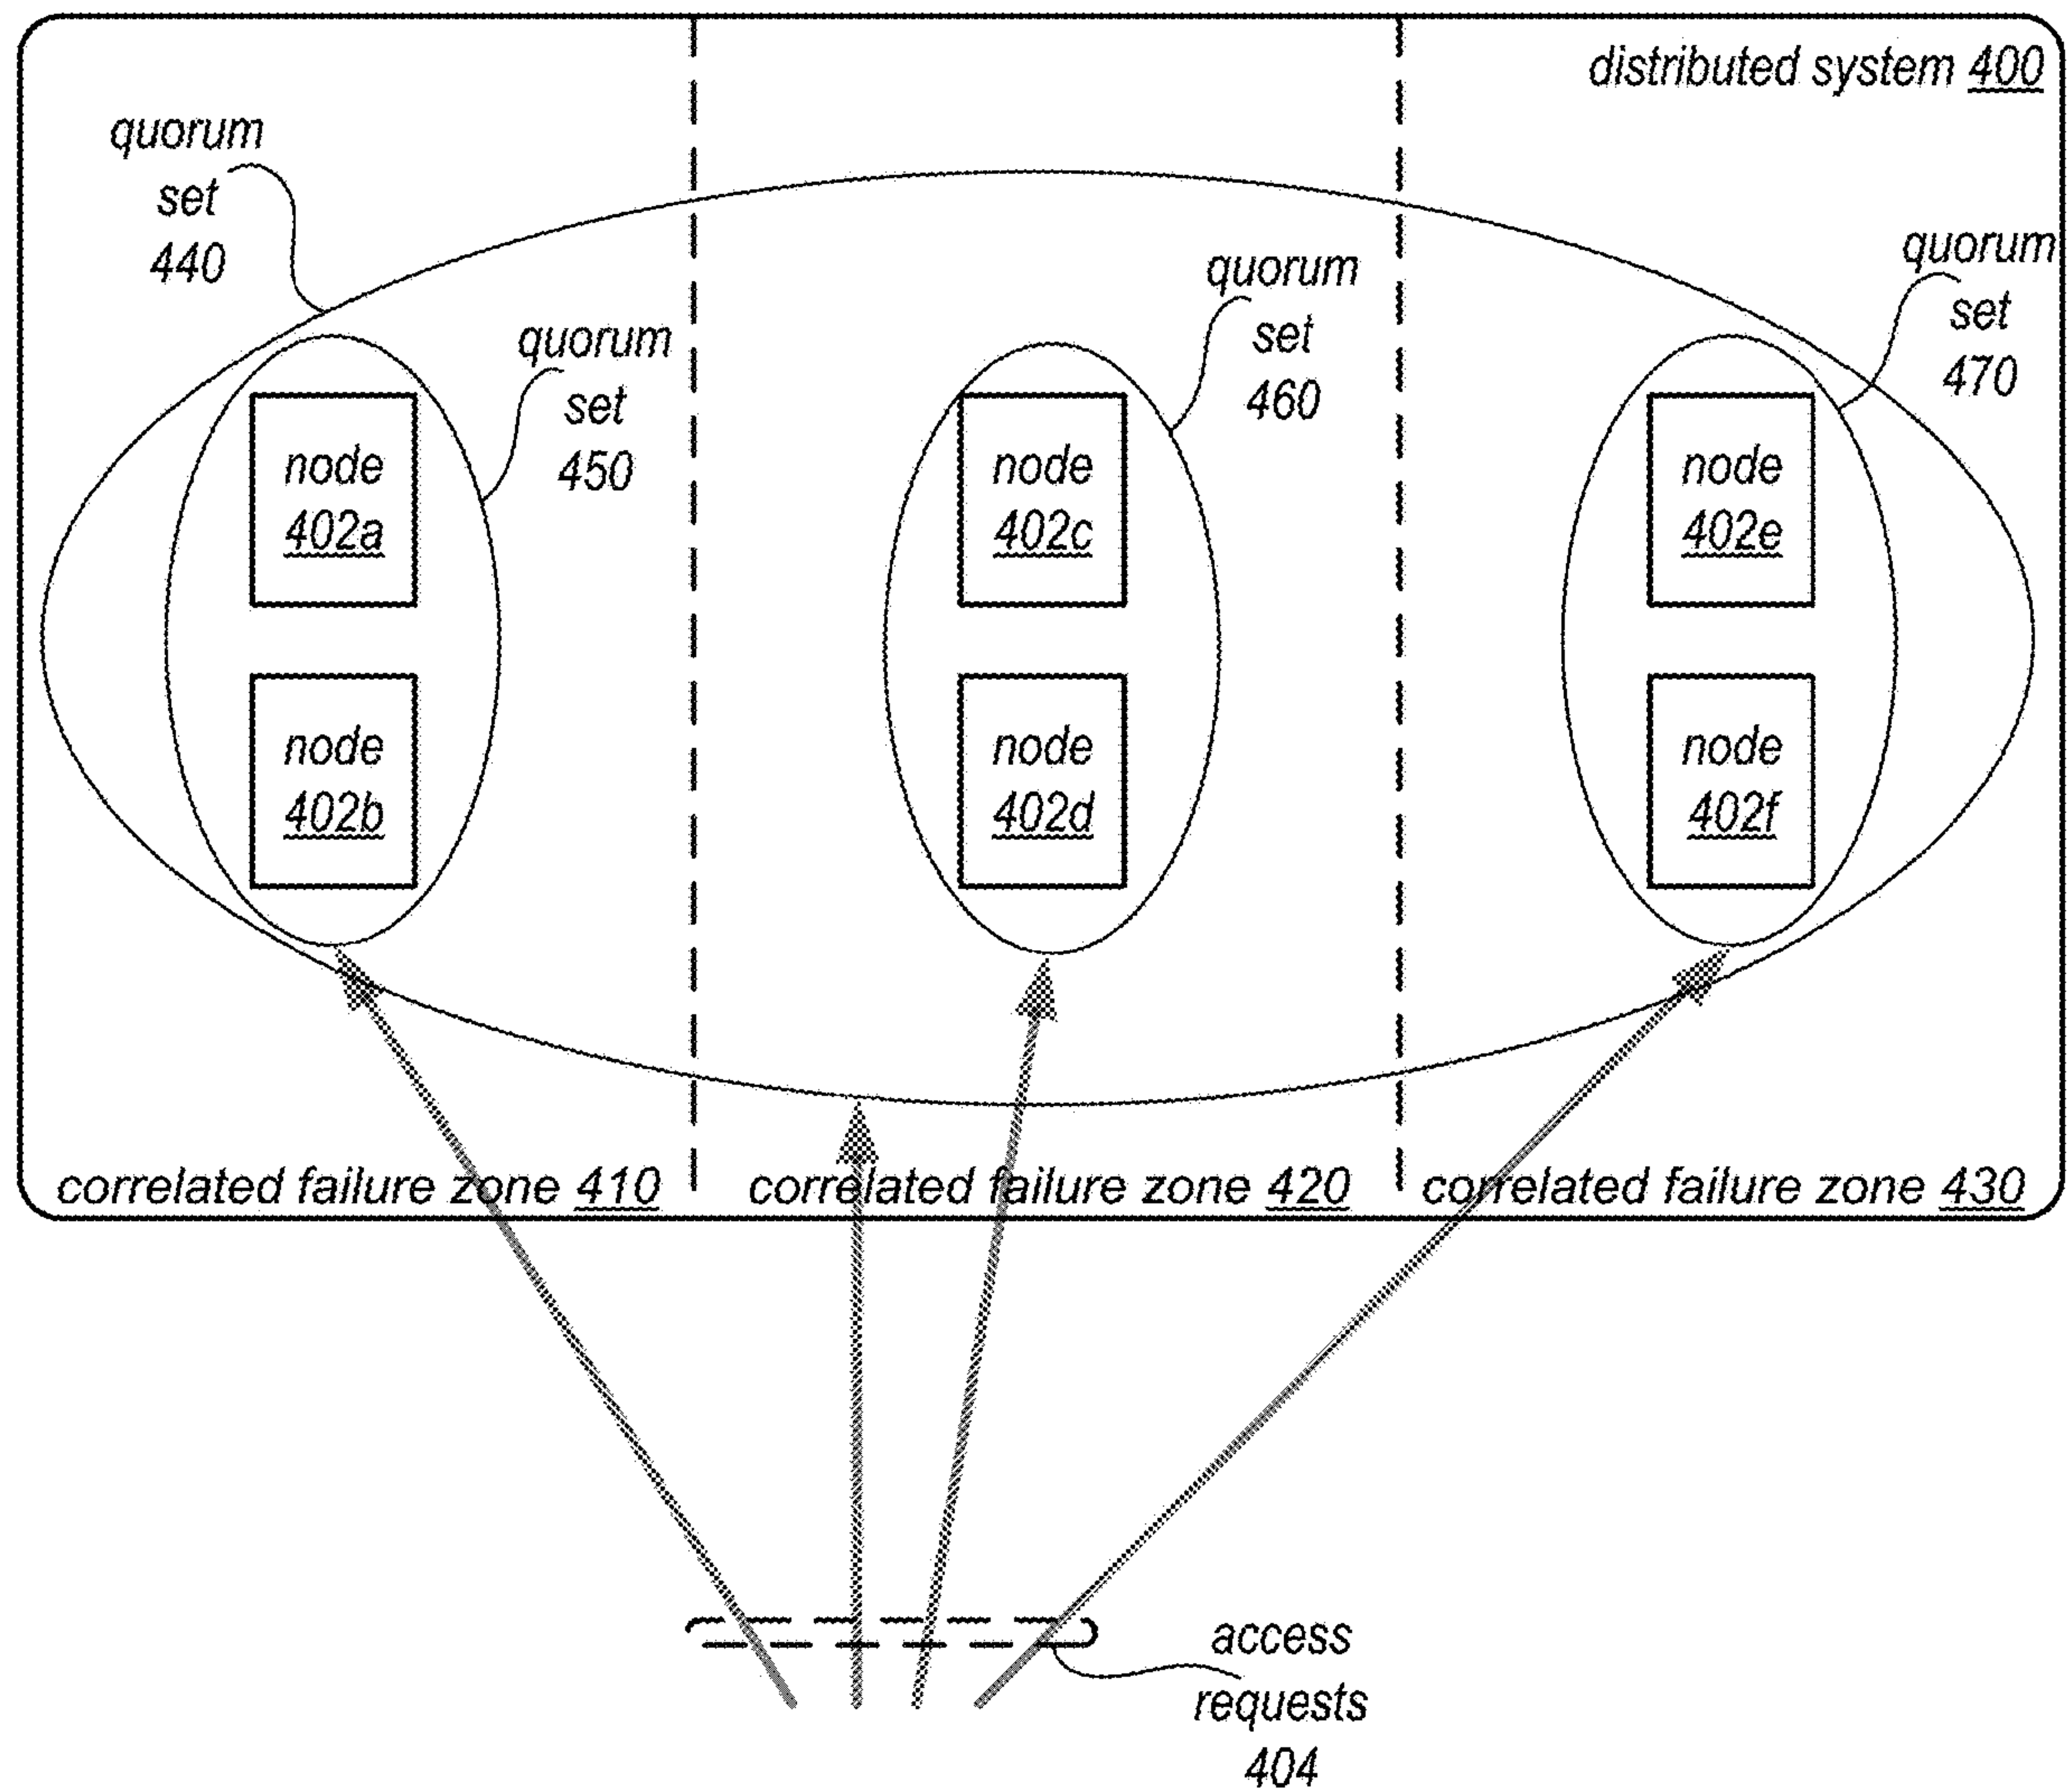 distributed system 400
quorum
set
440
quorum
set
450
quorum
set
460
quorum
set
470
node
402a
node
402c
node
402e
node
402b
node
402d
node
402f
correlated failure zone 410
correlated failure zone 420
correlated failure zone 430
access
requests
404